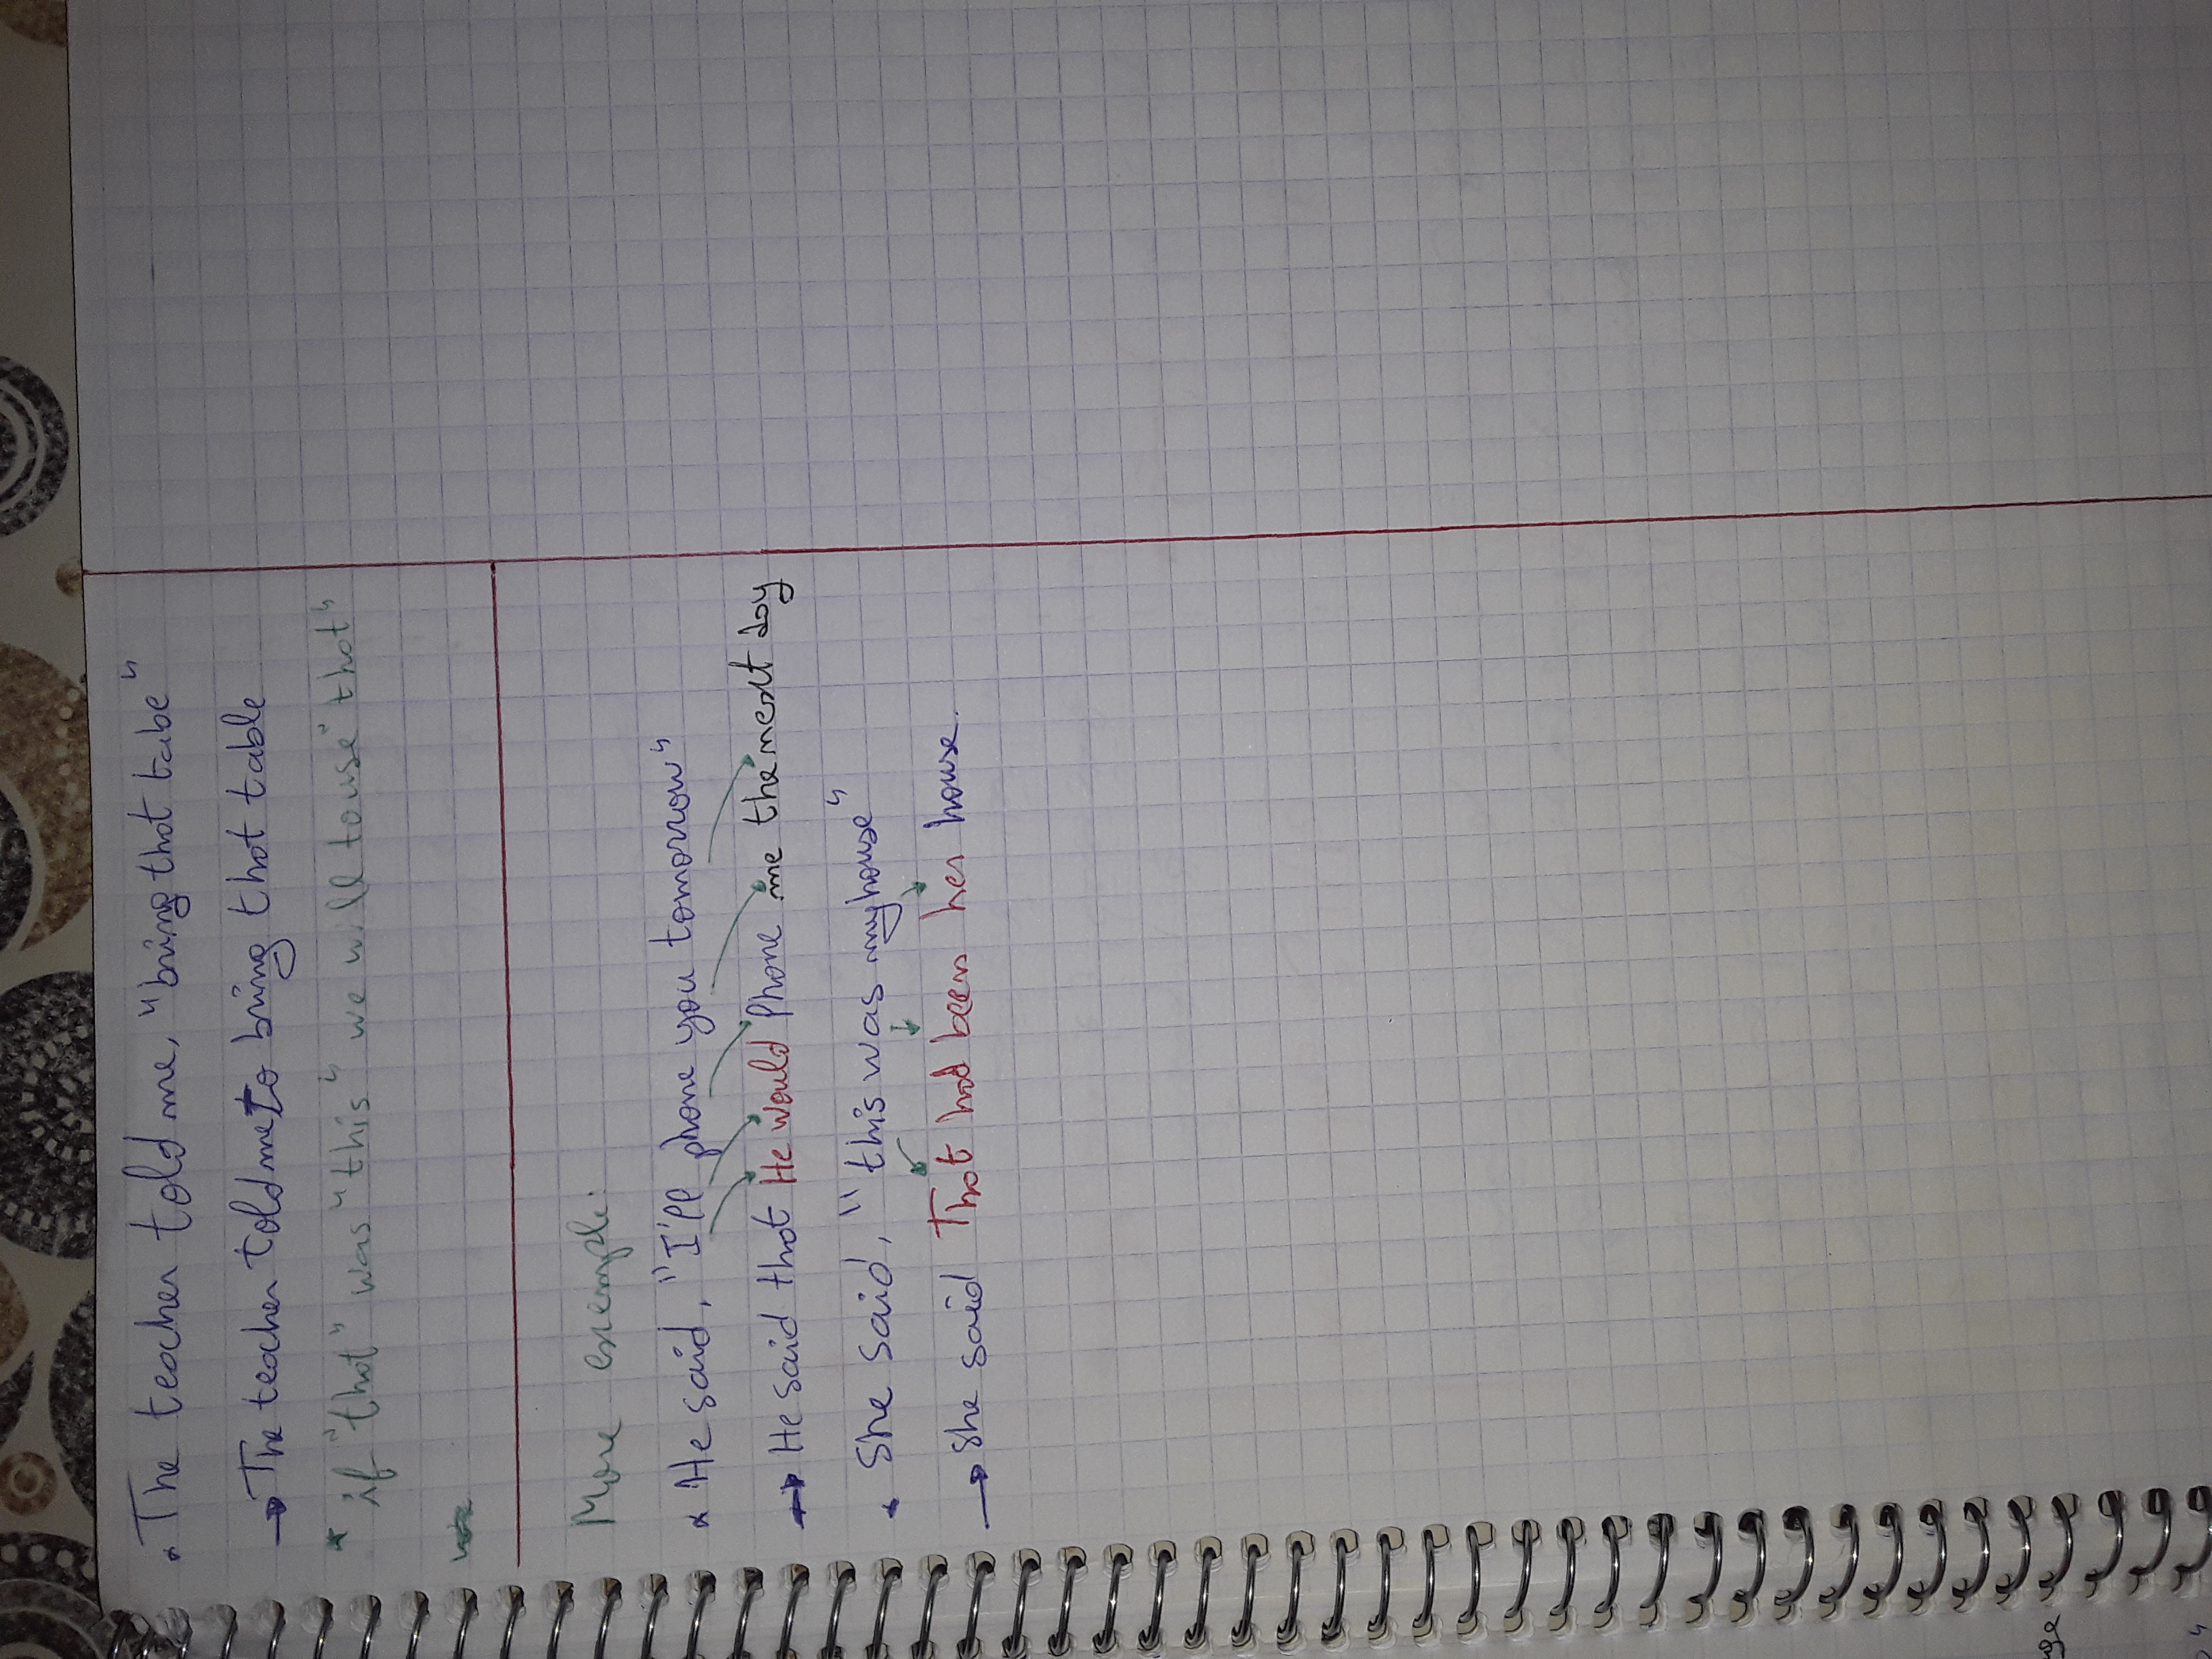 . The teacher told me, "bring that tabe"
→ The teacher told me to bring that table
* if "that" was "this" we will to use "that"
More exemple:
* He said, "I'll phone you tomorrow"
→ He said that He would Phone me the next day
. She said, "this was my house"
→ She said That had been her house.